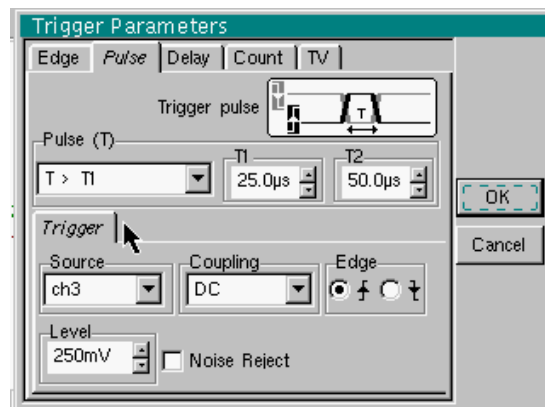 Trigger Parameters
Edge Pulse Delay Count TV
Trigger pulse
T
Pulse (T)
T1 T2
T > T1 25.0µs 50.0µs
OK
Trigger
Cancel
Source Coupling Edge
ch3 DC
Level
250mV Noise Reject